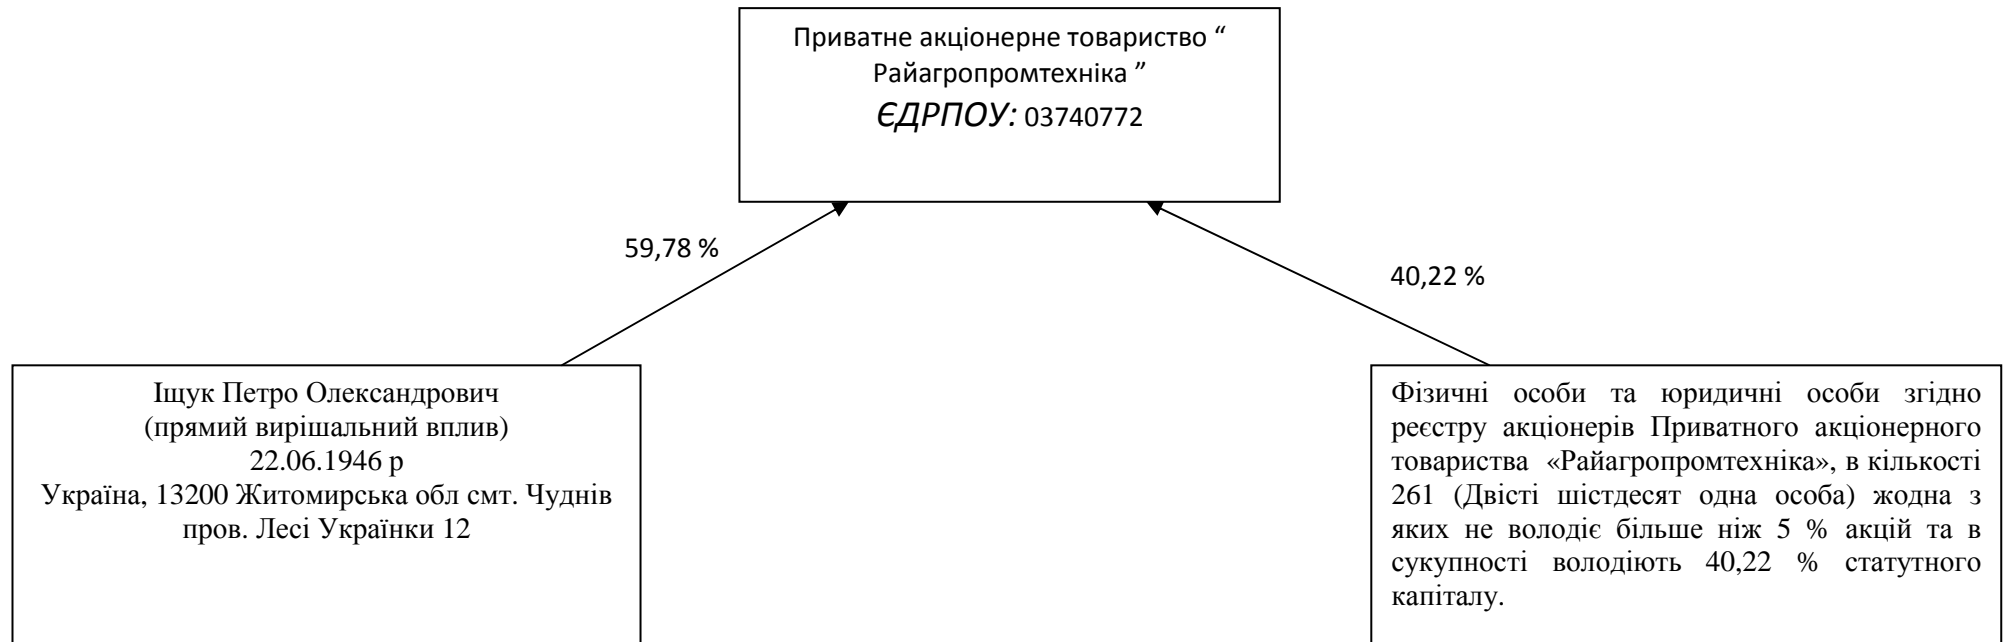 Приватне акціонерне товариство “
Райагропромтехніка ”
ЄДРПОУ: 03740772
59,78 %
40,22 %
Іщук Петро Олександрович
(прямий вирішальний вплив)
22.06.1946 р
Україна, 13200 Житомирська обл смт. Чуднів
пров. Лесі Українки 12
Фізичні особи та юридичні особи згідно
реєстру акціонерів Приватного акціонерного
товариства «Райагропромтехніка», в кількості
261 (Двісті шістдесят одна особа) жодна з
яких не володіє більше ніж 5 % акцій та в
сукупності володіють 40,22 % статутного
капіталу.